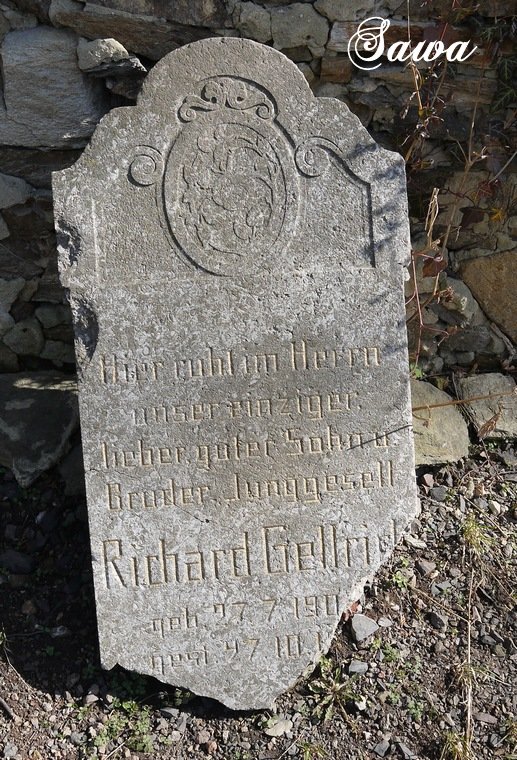 Sawa
Hier ruht im Herrn
unser einziger,
lieber, guter Sohn u.
Bruder, Junggesell
Richard Gellrich
geb. 27.7.190
gest. 27.10.1